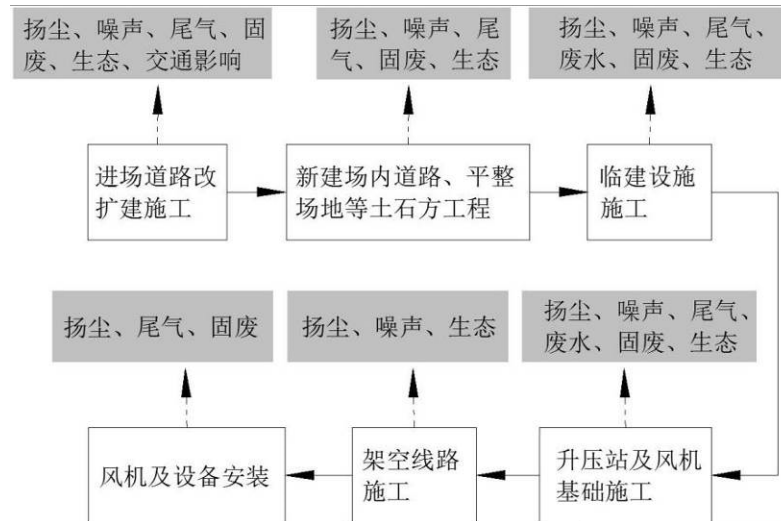 扬尘、噪声、尾气、固
废、生态、交通影响
扬尘、噪声、尾
气、固废、生态
扬尘、噪声、尾气、
废水、固废、生态
进场道路改
扩建施工
新建场内道路、平整
场地等土石方工程
临建设施
施工
扬尘、尾气、固废
扬尘、噪声、生态
扬尘、噪声、尾气、
废水、固废、生态
风机及设备安装
架空线路
施工
升压站及风机
基础施工